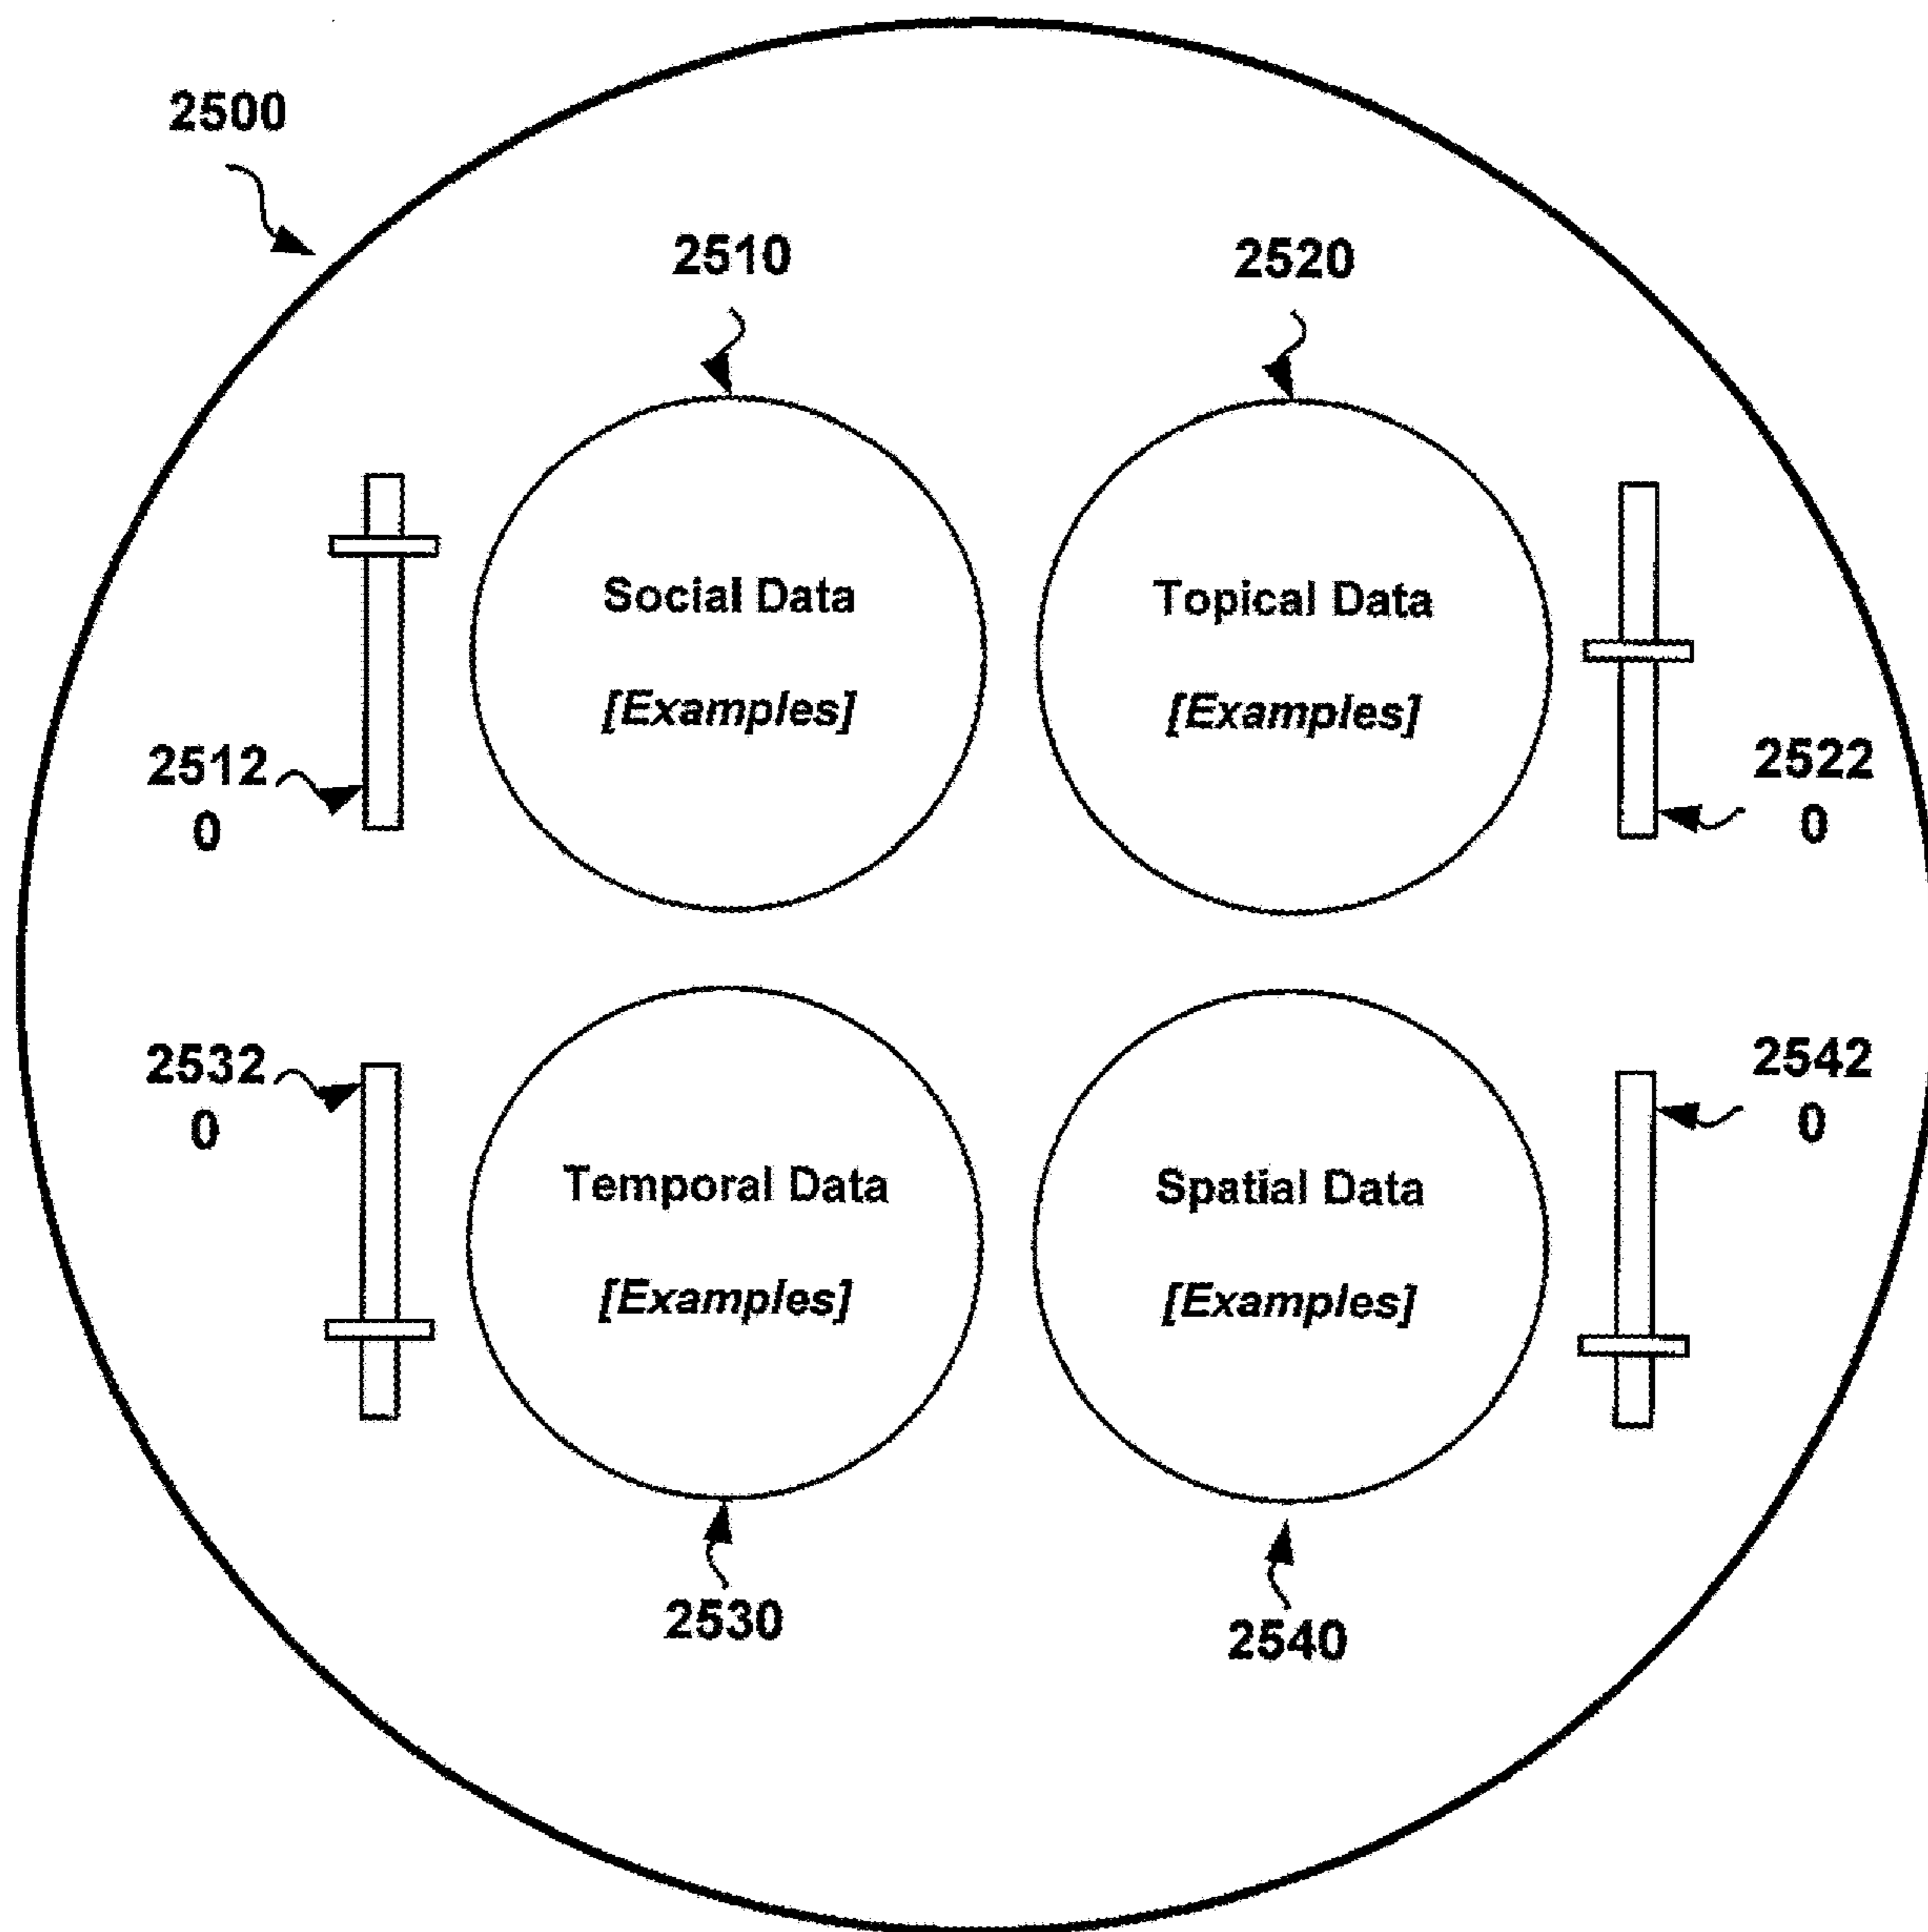 2500
2510
2520
Social Data
[Examples]
Topical Data
[Examples]
2512
0
2522
0
2532
0
2542
0
Temporal Data
[Examples]
Spatial Data
[Examples]
2530
2540